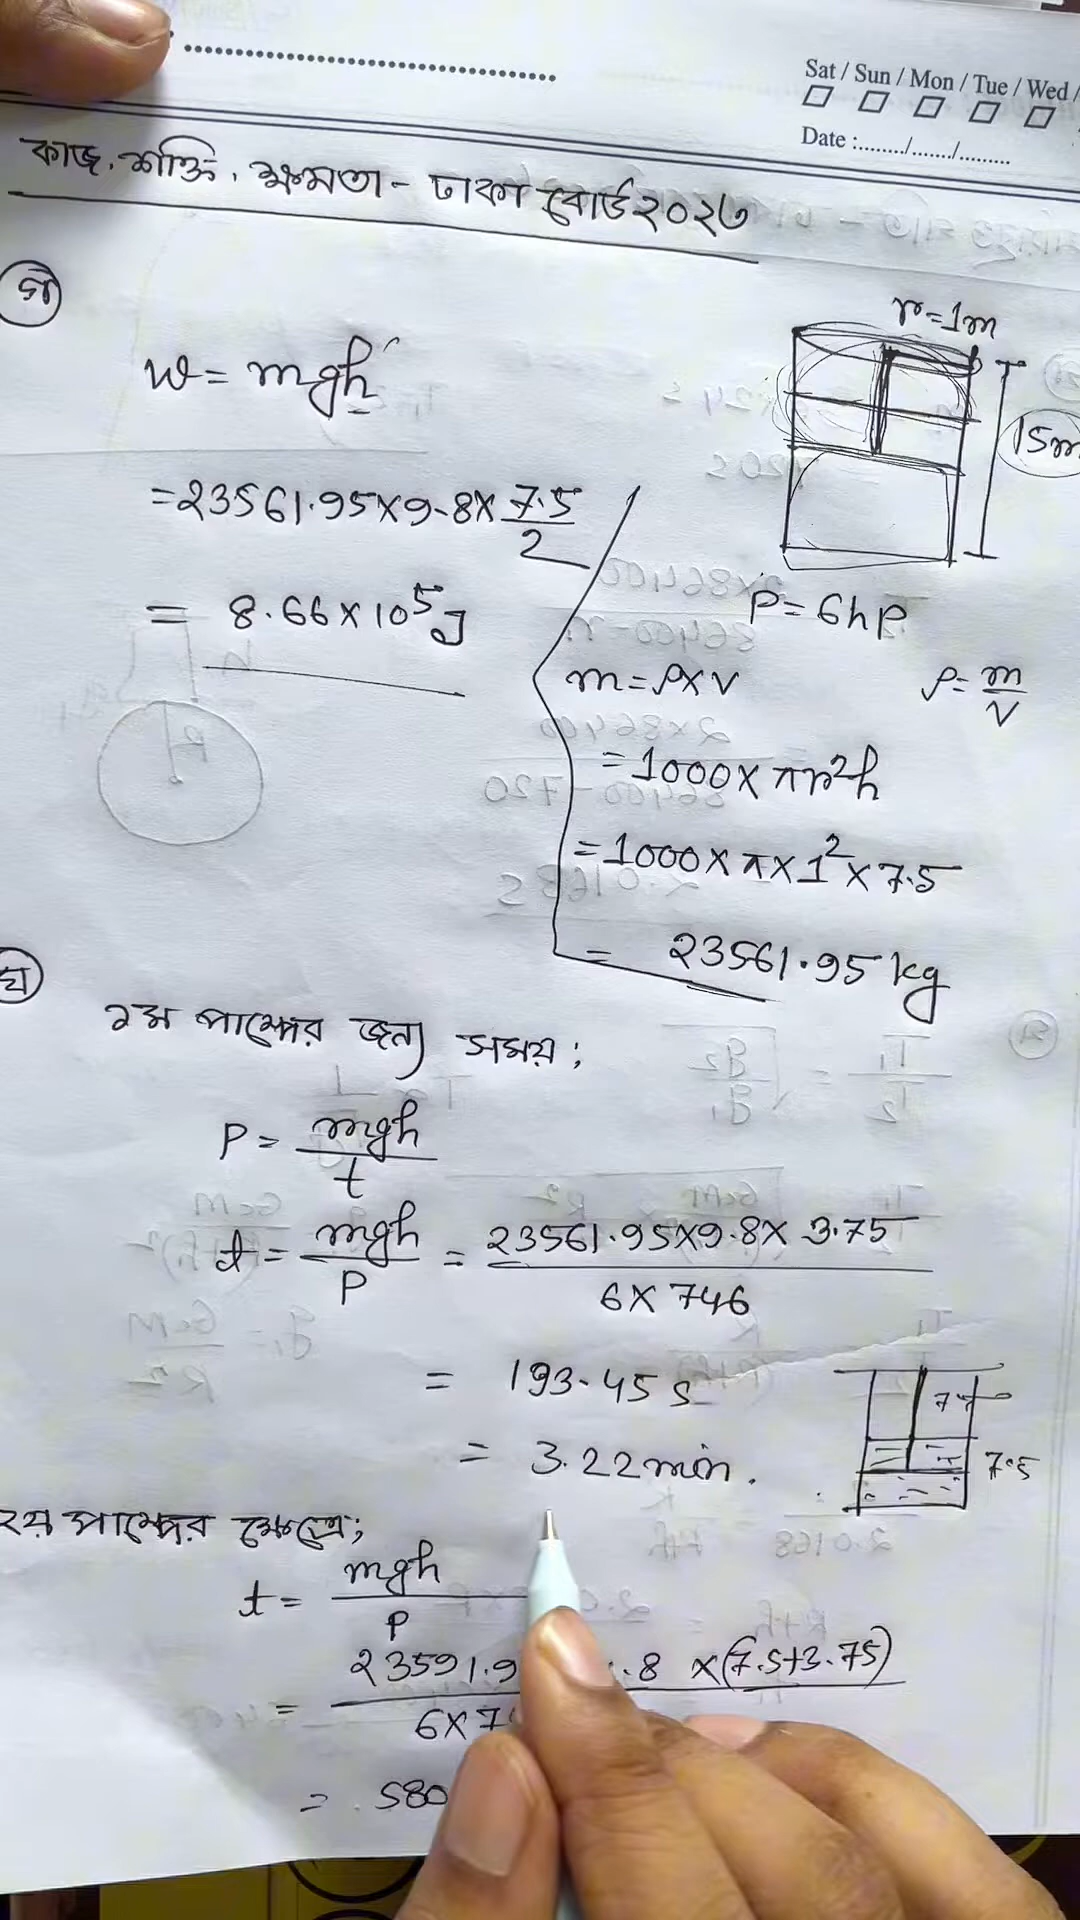 Sat / Sun / Mon / Tue / Wed /
Date :......../......./.........
কাজ, শক্তি, ক্ষমতা - ঢাকা বোর্ড ২০২৩
গ
r = 1m
15m
W = mgh
= 23561.95 × 9.8 × 7.5/2
= 8.66 × 10⁵ J
P = 6hp
m = ρ × v
ρ = m/V
= 1000 × πr²h
= 1000 × π × 1² × 7.5
= 23561.95 kg
ঘ
১ম পাম্পের জন্য সময়;
P = mgh/t
t = mgh/P = 23561.95×9.8× 3.75/6 × 746
= 193.45 s
= 3.22 min.
7.5
২য় পাম্পের ক্ষেত্রে;
t = mgh/P
= 23591.9 .8 × (7.5+3.75)/6×7
= 580